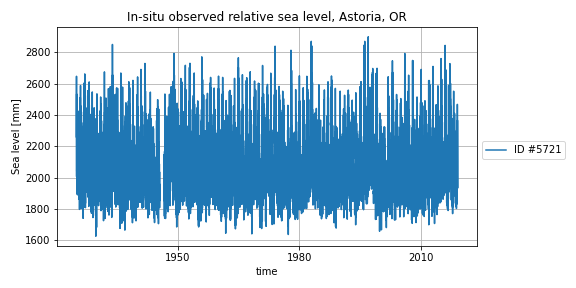 In-situ observed relative sea level, Astoria, OR
Sea level [mm]
2800
2600
2400
2200
2000
1800
1600
1950
1980
2010
time
ID #5721